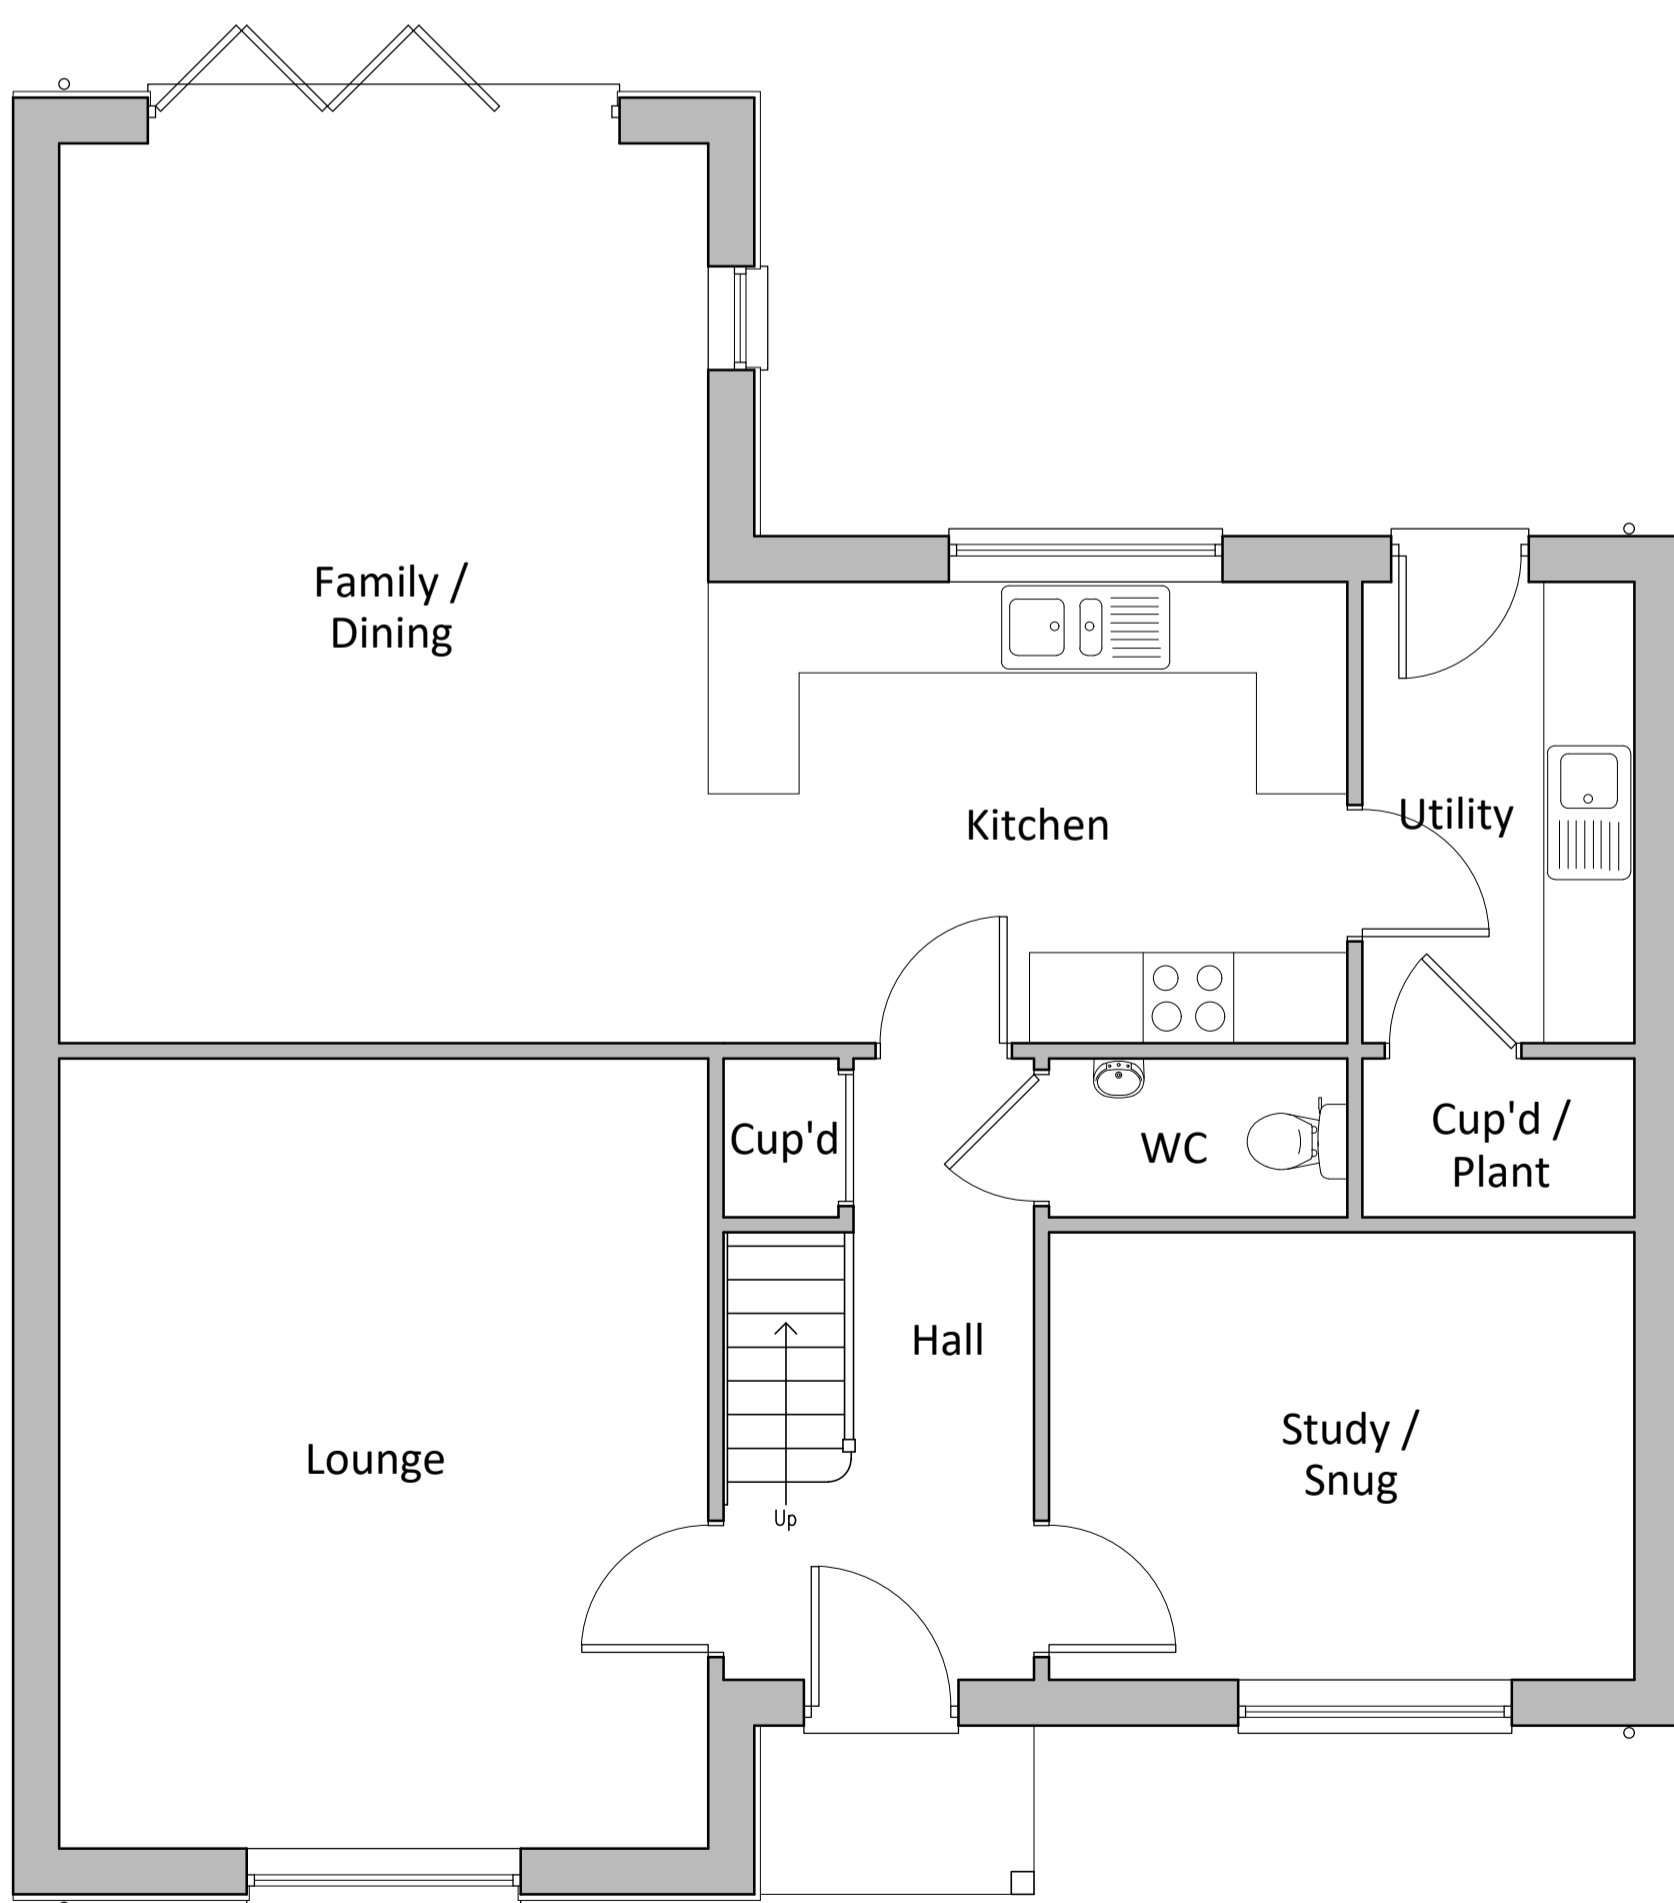 Family /
Dining
Kitchen
Utility
Cup'd
WC
Cup'd /
Plant
Hall
Lounge
Study /
Snug
Up